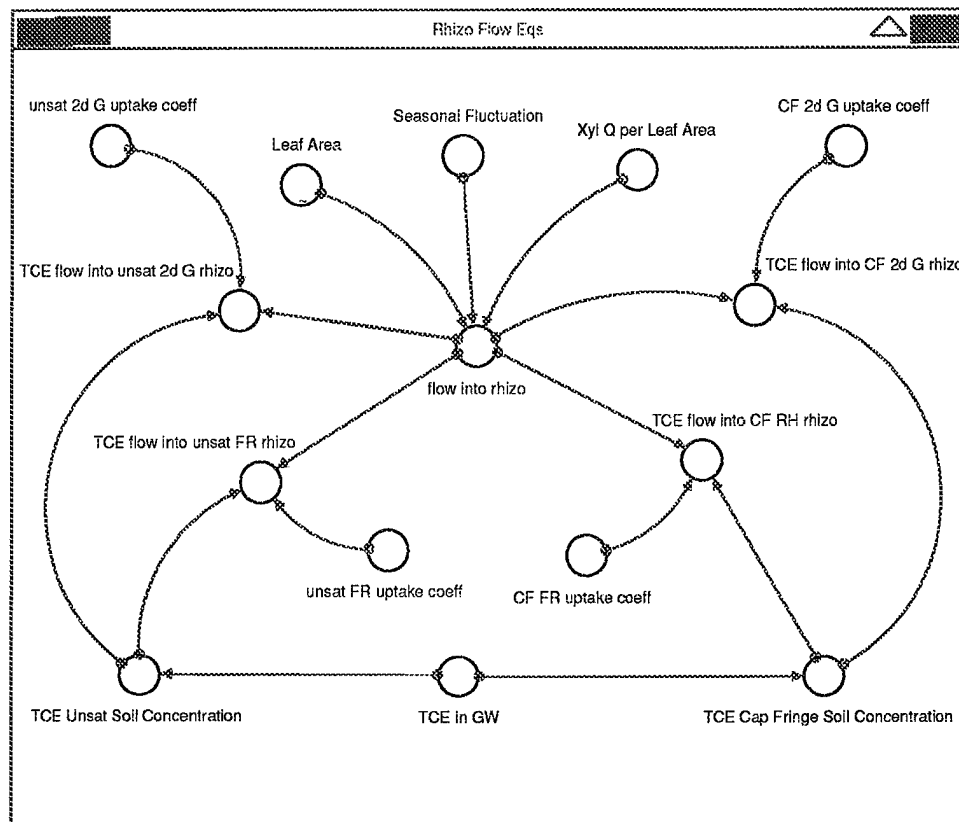 Rhizo Flow Eqs
unsat 2d G uptake coeff
Leaf Area
Seasonal Fluctuation
Xyl Q per Leaf Area
CF 2d G uptake coeff
~
TCE flow into unsat 2d G rhizo
TCE flow into CF 2d G rhizo
flow into rhizo
TCE flow into unsat FR rhizo
TCE flow into CF RH rhizo
unsat FR uptake coeff
CF FR uptake coeff
TCE Unsat Soil Concentration
TCE in GW
TCE Cap Fringe Soil Concentration